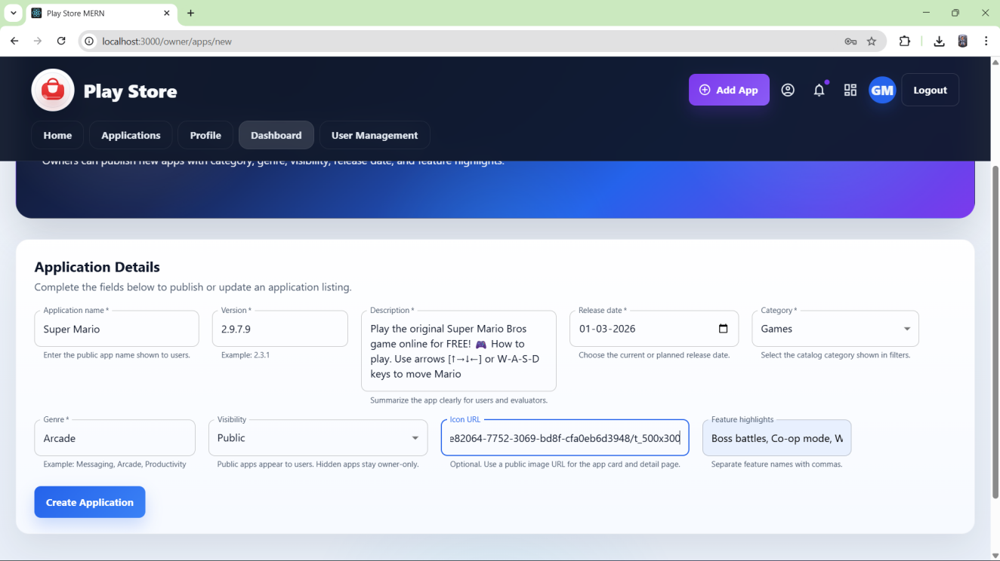 Play Store MERN
localhost:3000/owner/apps/new
Play Store
Add App
GM
Logout
Home
Applications
Profile
Dashboard
User Management
Owners can publish new apps with category, genre, visibility, release date, and feature highlights.
Application Details
Complete the fields below to publish or update an application listing.
Application name *
Super Mario
Enter the public app name shown to users.
Version *
2.9.7.9
Example: 2.3.1
Description *
Play the original Super Mario Bros
game online for FREE! 🎮 How to
play. Use arrows [↑→↓←] or W-A-S-D
keys to move Mario
Summarize the app clearly for users and evaluators.
Release date *
01-03-2026
Choose the current or planned release date.
Category *
Games
Select the catalog category shown in filters.
Genre *
Arcade
Example: Messaging, Arcade, Productivity
Visibility
Public
Public apps appear to users. Hidden apps stay owner-only.
Icon URL
e82064-7752-3069-bd8f-cfa0eb6d3948/t_500x300
Optional. Use a public image URL for the app card and detail page.
Feature highlights
Boss battles, Co-op mode, W
Separate feature names with commas.
Create Application